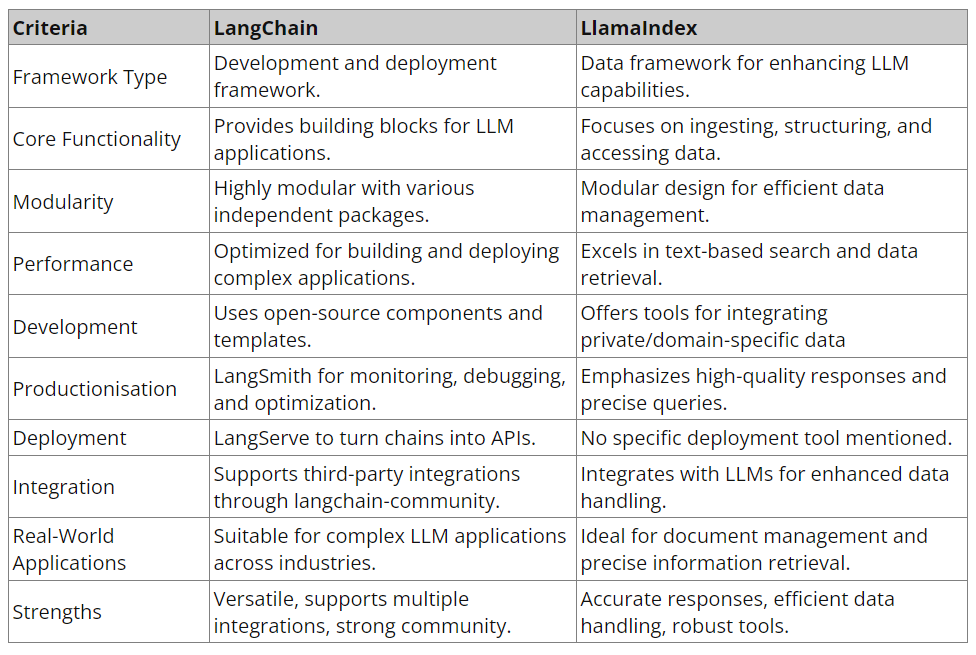 Criteria LangChain LlamaIndex
Framework Type
Development and deployment
framework.
Data framework for enhancing LLM
capabilities.
Core Functionality
Provides building blocks for LLM
applications.
Focuses on ingesting, structuring, and
accessing data.
Modularity
Highly modular with various
independent packages.
Modular design for efficient data
management.
Performance
Optimized for building and deploying
complex applications.
Excels in text-based search and data
retrieval.
Development
Uses open-source components and
templates.
Offers tools for integrating
private/domain-specific data
Productionisation
LangSmith for monitoring, debugging,
and optimization.
Emphasizes high-quality responses and
precise queries.
Deployment
LangServe to turn chains into APIs.
No specific deployment tool mentioned.
Integration
Supports third-party integrations
through langchain-community.
Integrates with LLMs for enhanced data
handling.
Real-World
Applications
Suitable for complex LLM applications
across industries.
Ideal for document management and
precise information retrieval.
Strengths
Versatile, supports multiple
integrations, strong community.
Accurate responses, efficient data
handling, robust tools.